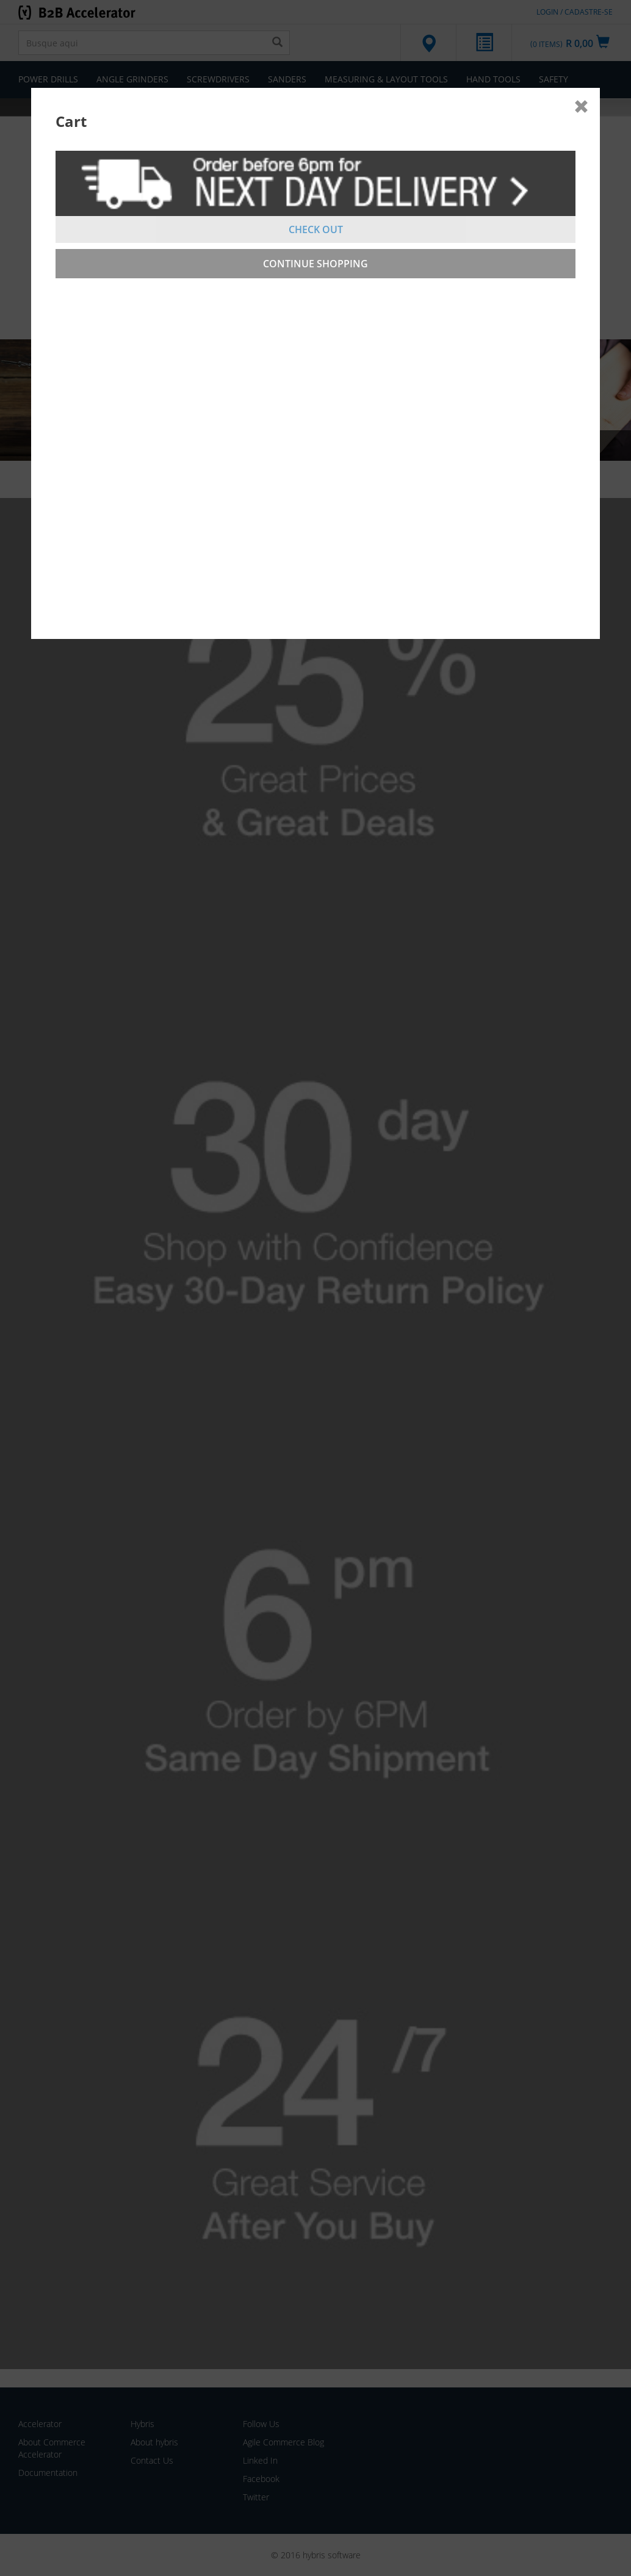 B2B Accelerator
LOGIN / CADASTRE-SE
Busque aqui
(0 ITEMS) R 0,00
POWER DRILLS ANGLE GRINDERS SCREWDRIVERS SANDERS MEASURING & LAYOUT TOOLS HAND TOOLS SAFETY
Cart
Order before 6pm for
NEXT DAY DELIVERY
CHECK OUT
CONTINUE SHOPPING
25%
Great Prices
& Great Deals
30 day
Shop with Confidence
Easy 30-Day Return Policy
6 pm
Order by 6PM
Same Day Shipment
24/7
Great Service
After You Buy
Accelerator
About Commerce
Accelerator
Documentation
Hybris
About hybris
Contact Us
Follow Us
Agile Commerce Blog
Linked In
Facebook
Twitter
© 2016 hybris software